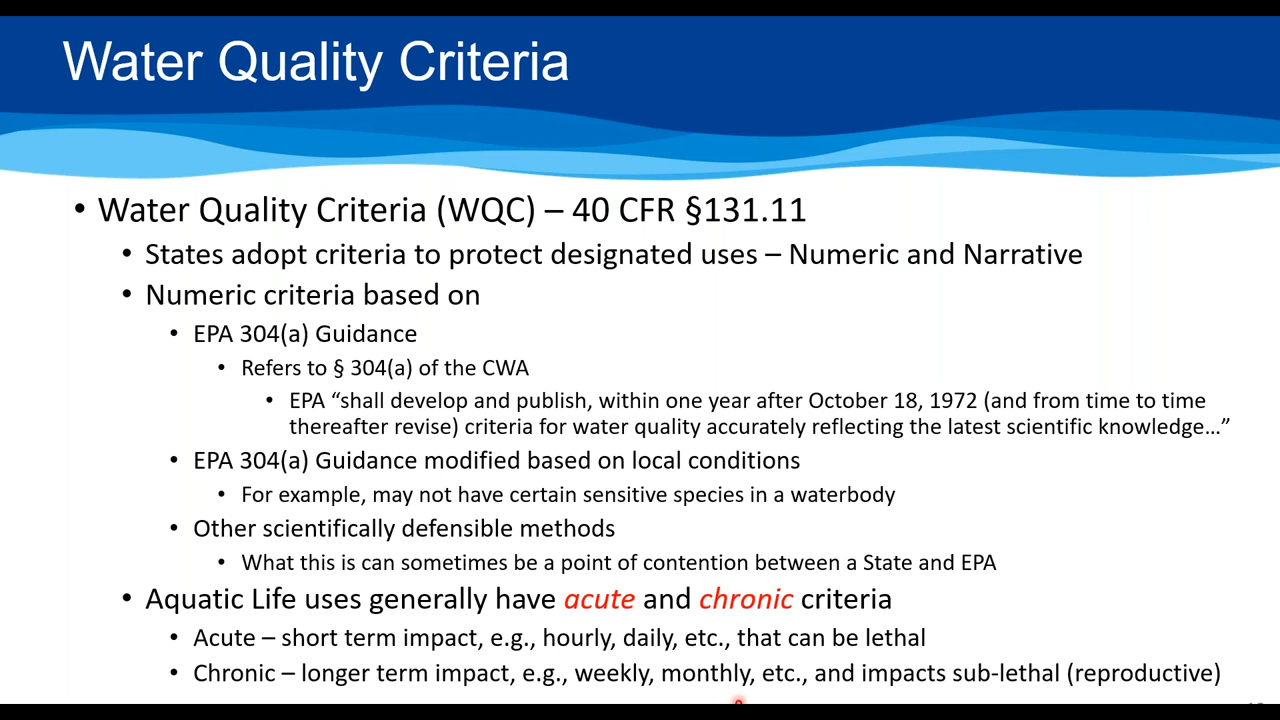 Water Quality Criteria
• Water Quality Criteria (WQC) – 40 CFR §131.11
• States adopt criteria to protect designated uses – Numeric and Narrative
• Numeric criteria based on
• EPA 304(a) Guidance
• Refers to § 304(a) of the CWA
• EPA “shall develop and publish, within one year after October 18, 1972 (and from time to time
thereafter revise) criteria for water quality accurately reflecting the latest scientific knowledge…”
• EPA 304(a) Guidance modified based on local conditions
• For example, may not have certain sensitive species in a waterbody
• Other scientifically defensible methods
• What this is can sometimes be a point of contention between a State and EPA
• Aquatic Life uses generally have acute and chronic criteria
• Acute – short term impact, e.g., hourly, daily, etc., that can be lethal
• Chronic – longer term impact, e.g., weekly, monthly, etc., and impacts sub-lethal (reproductive)